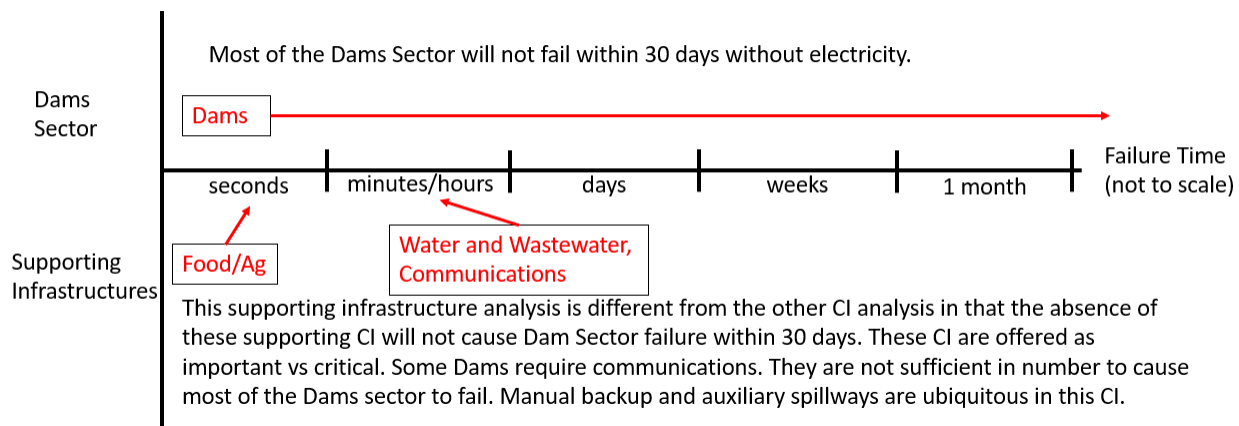 Most of the Dams Sector will not fail within 30 days without electricity.
Dams
Sector
Dams
Failure Time
(not to scale)
seconds
minutes/hours
days
weeks
1 month
Supporting
Infrastructures
Food/Ag
Water and Wastewater,
Communications
This supporting infrastructure analysis is different from the other CI analysis in that the absence of
these supporting CI will not cause Dam Sector failure within 30 days. These CI are offered as
important vs critical. Some Dams require communications. They are not sufficient in number to cause
most of the Dams sector to fail. Manual backup and auxiliary spillways are ubiquitous in this CI.